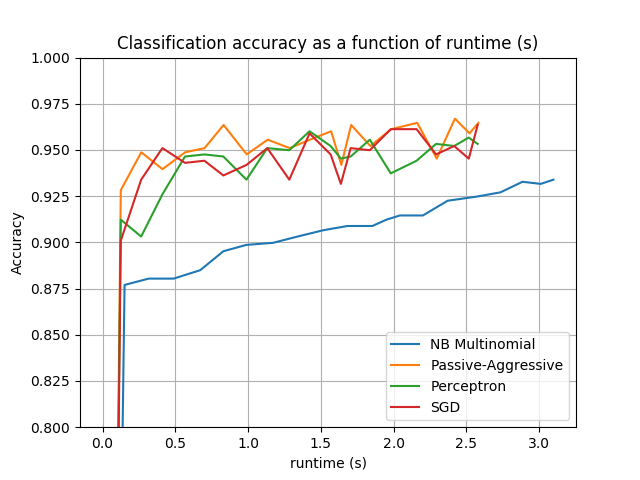 Classification accuracy as a function of runtime (s)
1.000
0.975
0.950
0.925
0.900
0.875
0.850
0.825
0.800
Accuracy
0.0 0.5 1.0 1.5 2.0 2.5 3.0
runtime (s)
NB Multinomial
Passive-Aggressive
Perceptron
SGD